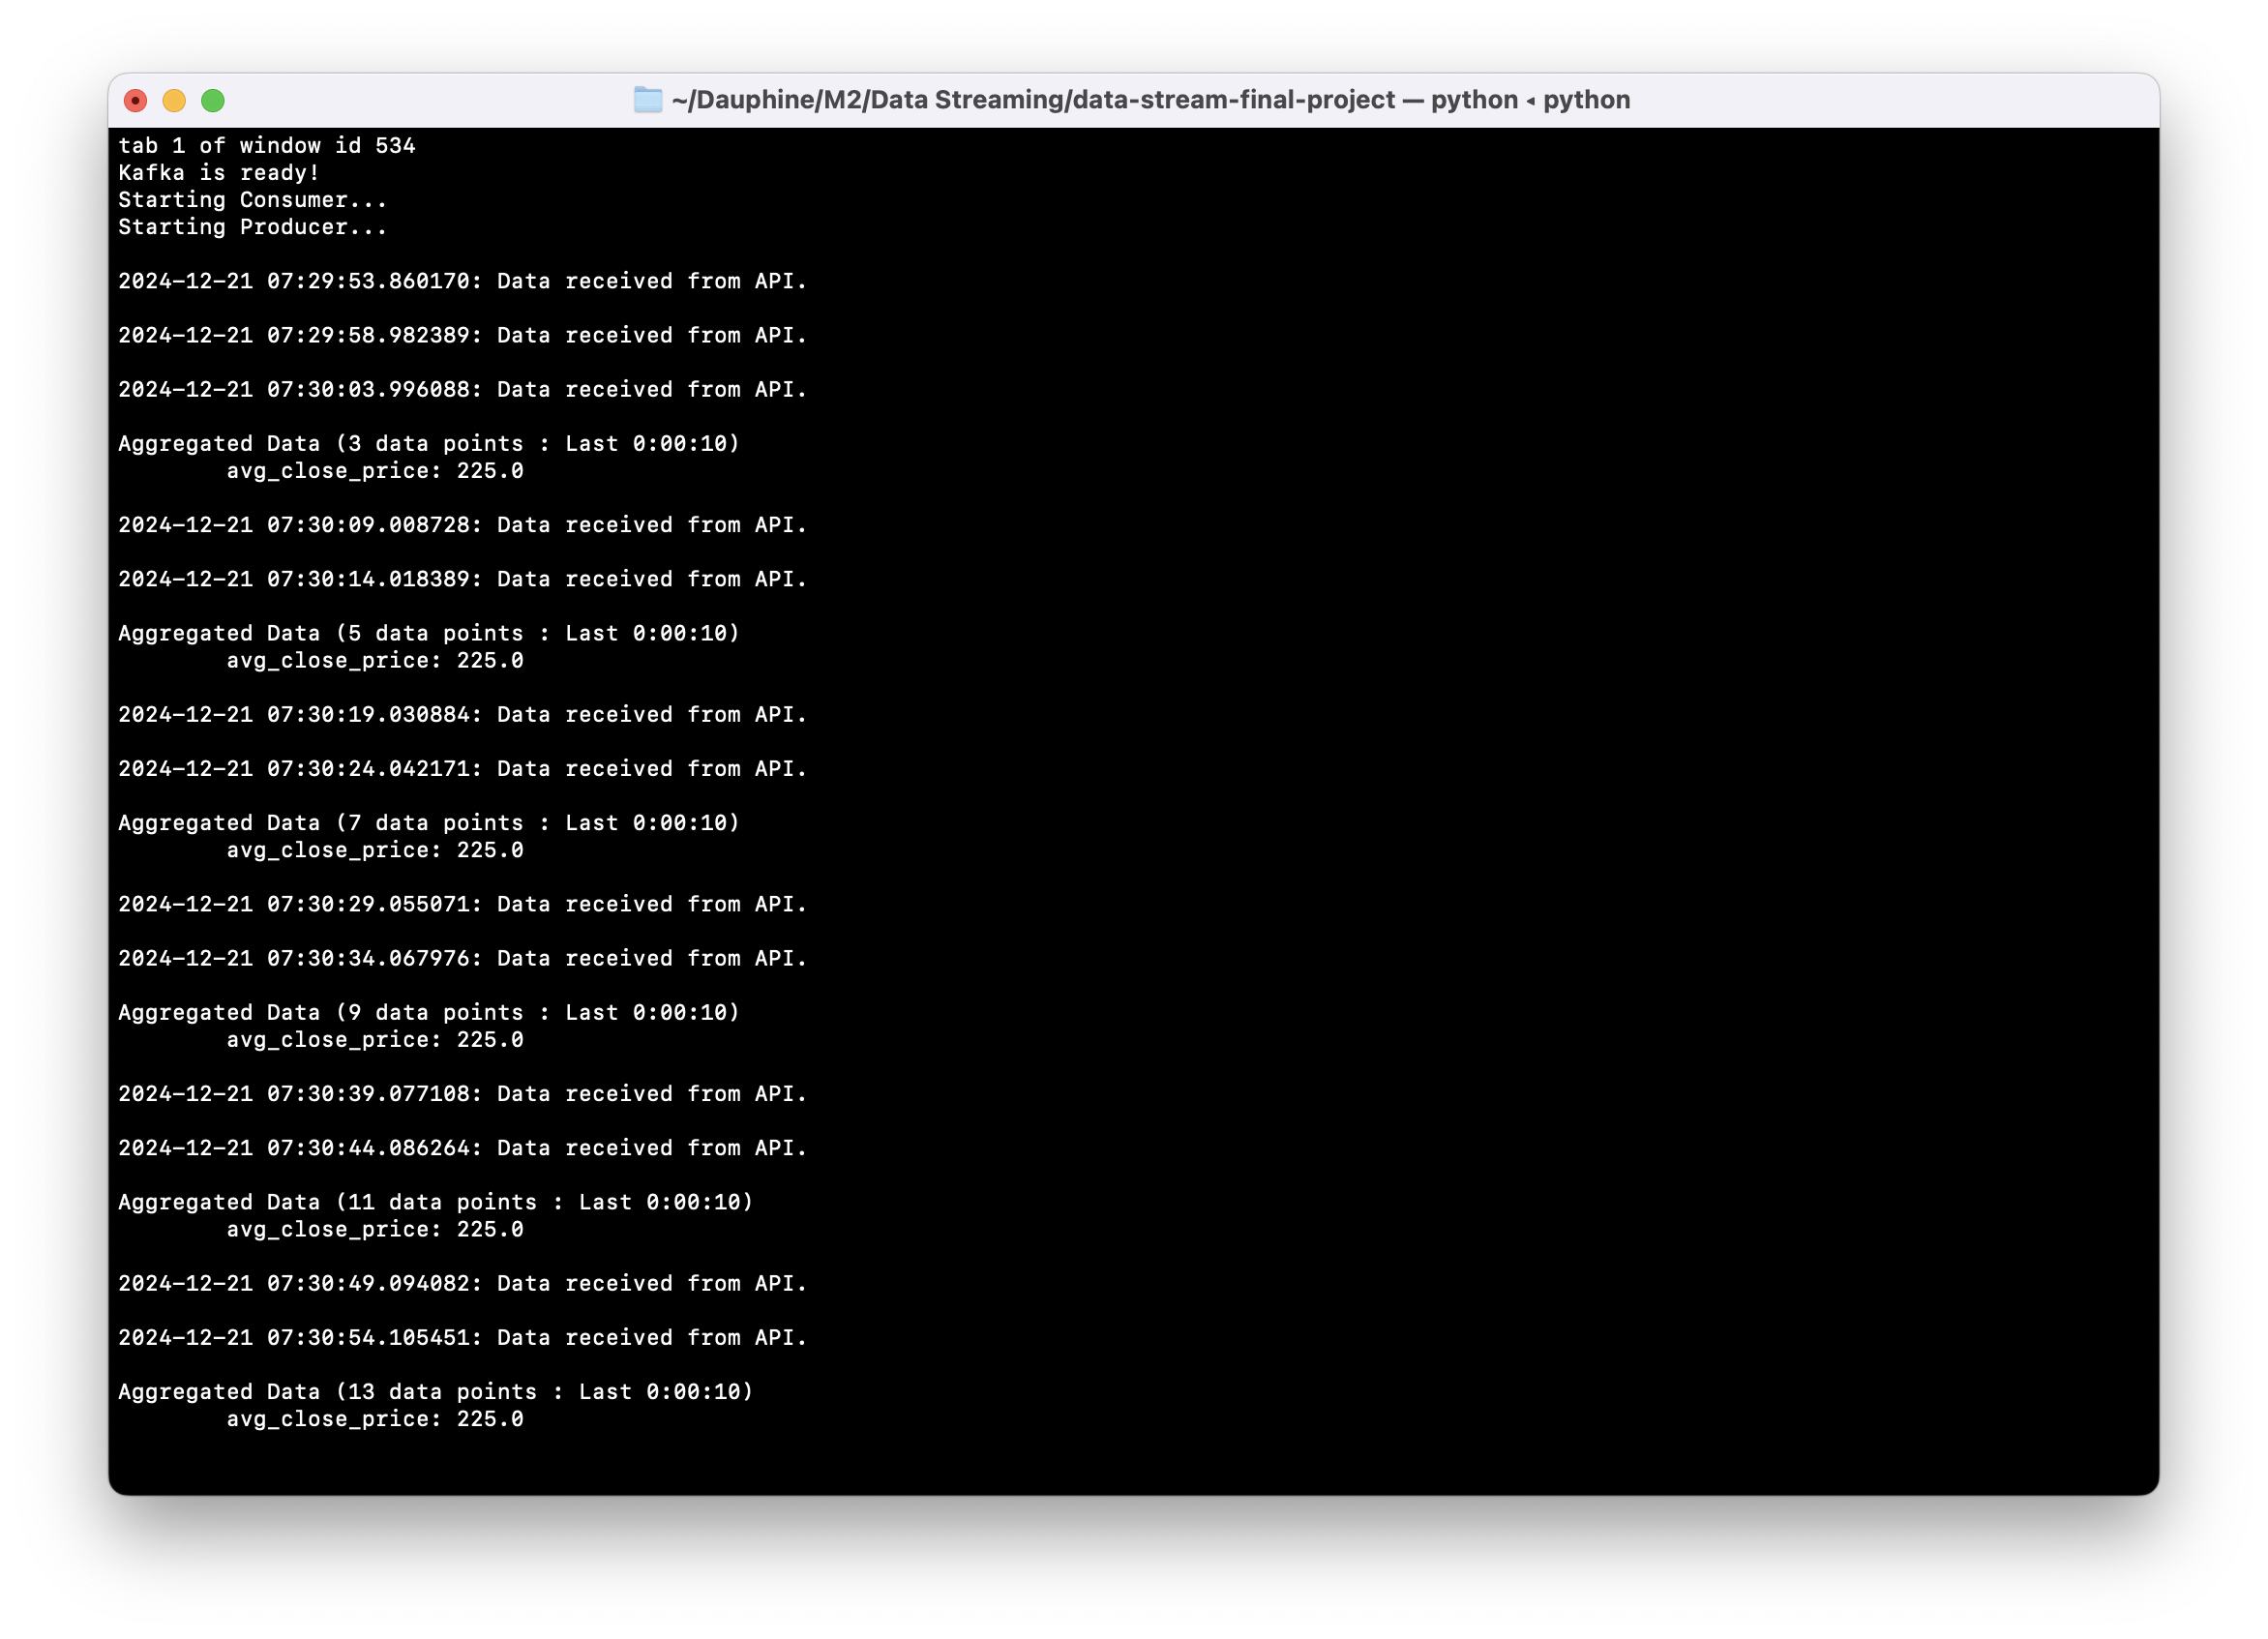 ~/Dauphine/M2/Data Streaming/data-stream-final-project — python ◂ python
tab 1 of window id 534
Kafka is ready!
Starting Consumer...
Starting Producer...
2024-12-21 07:29:53.860170: Data received from API.
2024-12-21 07:29:58.982389: Data received from API.
2024-12-21 07:30:03.996088: Data received from API.
Aggregated Data (3 data points : Last 0:00:10)
avg_close_price: 225.0
2024-12-21 07:30:09.008728: Data received from API.
2024-12-21 07:30:14.018389: Data received from API.
Aggregated Data (5 data points : Last 0:00:10)
avg_close_price: 225.0
2024-12-21 07:30:19.030884: Data received from API.
2024-12-21 07:30:24.042171: Data received from API.
Aggregated Data (7 data points : Last 0:00:10)
avg_close_price: 225.0
2024-12-21 07:30:29.055071: Data received from API.
2024-12-21 07:30:34.067976: Data received from API.
Aggregated Data (9 data points : Last 0:00:10)
avg_close_price: 225.0
2024-12-21 07:30:39.077108: Data received from API.
2024-12-21 07:30:44.086264: Data received from API.
Aggregated Data (11 data points : Last 0:00:10)
avg_close_price: 225.0
2024-12-21 07:30:49.094082: Data received from API.
2024-12-21 07:30:54.105451: Data received from API.
Aggregated Data (13 data points : Last 0:00:10)
avg_close_price: 225.0